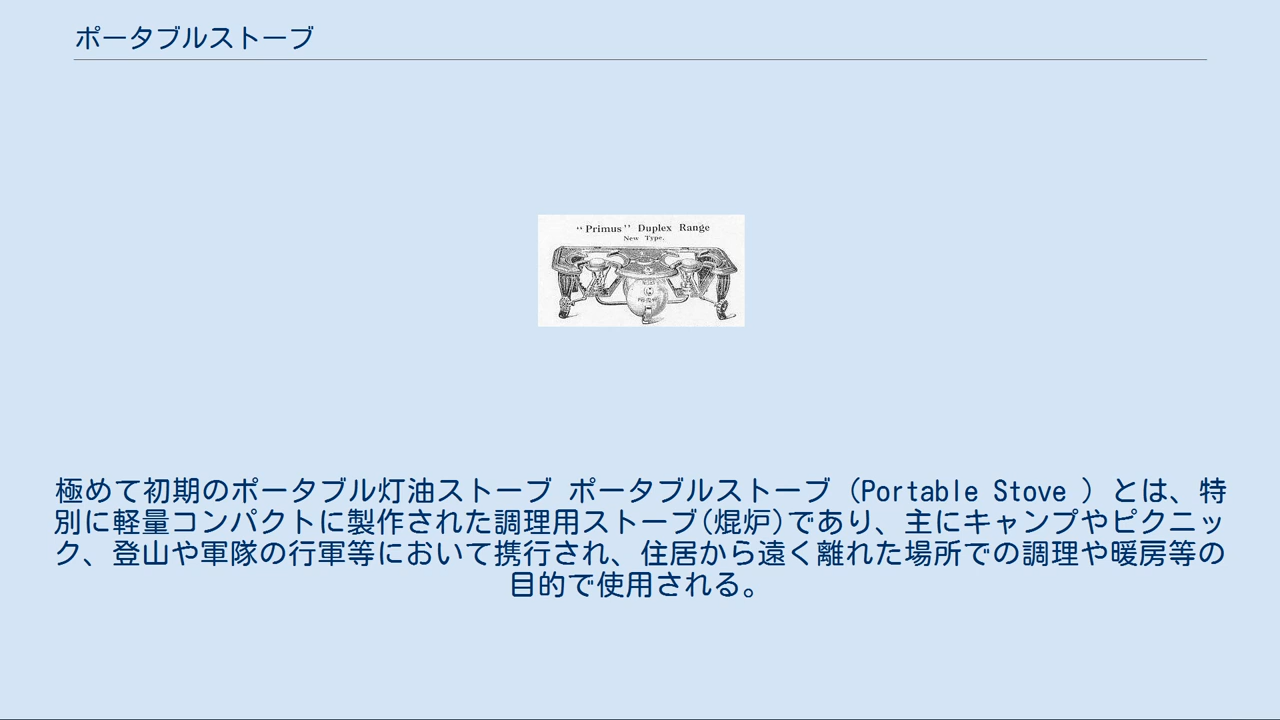 ポータブルストーブ
“Primus” Duplex Range
New Type.
極めて初期のポータブル灯油ストーブ ポータブルストーブ（Portable Stove ）とは、特
別に軽量コンパクトに製作された調理用ストーブ(焜炉)であり、主にキャンプやピクニッ
ク、登山や軍隊の行軍等において携行され、住居から遠く離れた場所での調理や暖房等の
目的で使用される。